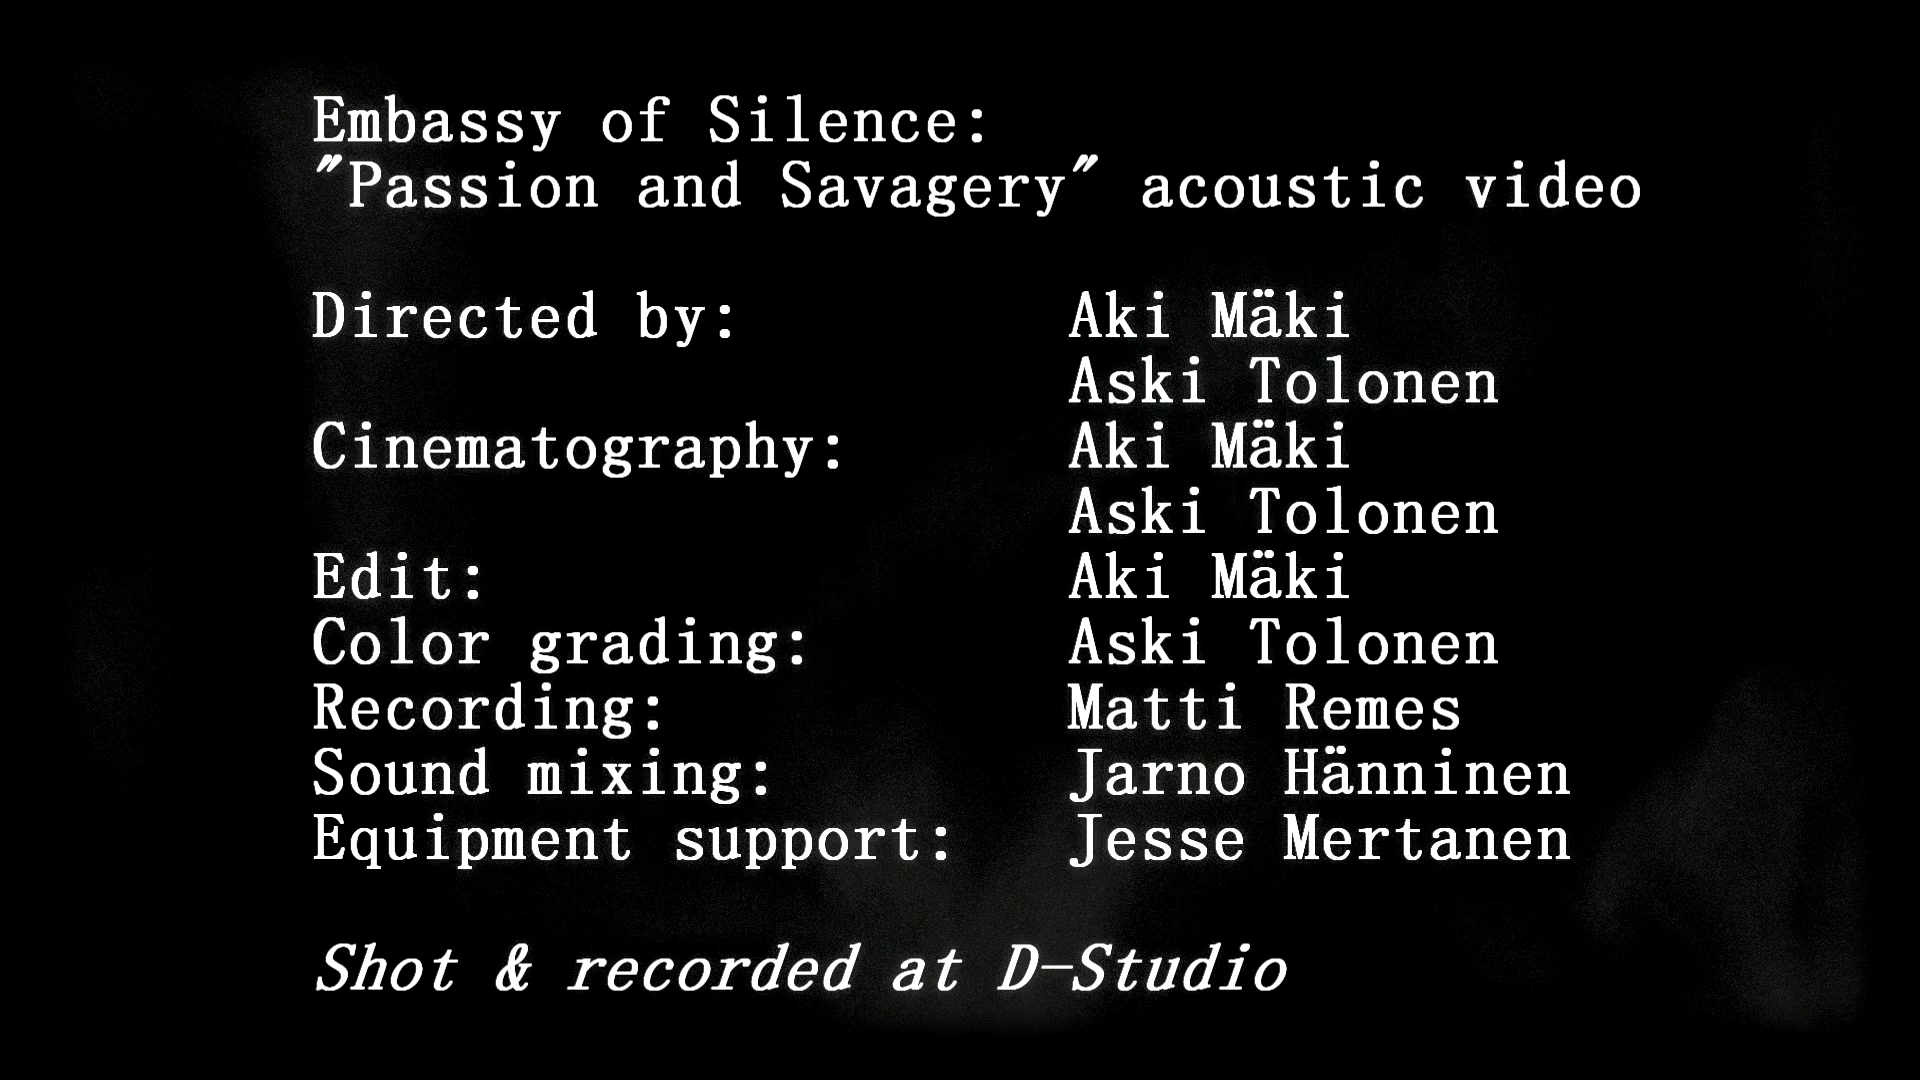 Embassy of Silence:
"Passion and Savagery" acoustic video
Directed by: Aki Mäki
Aski Tolonen
Cinematography: Aki Mäki
Aski Tolonen
Edit: Aki Mäki
Color grading: Aski Tolonen
Recording: Matti Remes
Sound mixing: Jarno Hänninen
Equipment support: Jesse Mertanen
Shot & recorded at D-Studio